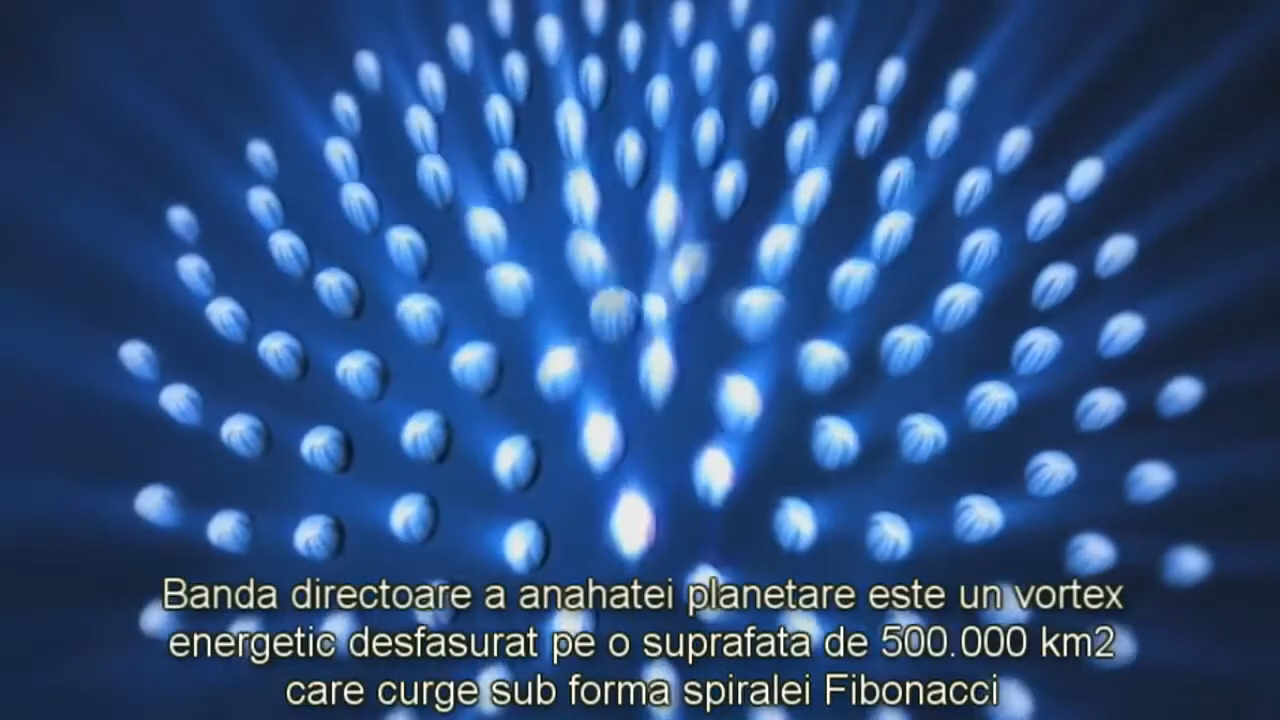 Banda directoare a anahatei planetare este un vortex
energetic desfasurat pe o suprafata de 500.000 km2
care curge sub forma spiralei Fibonacci